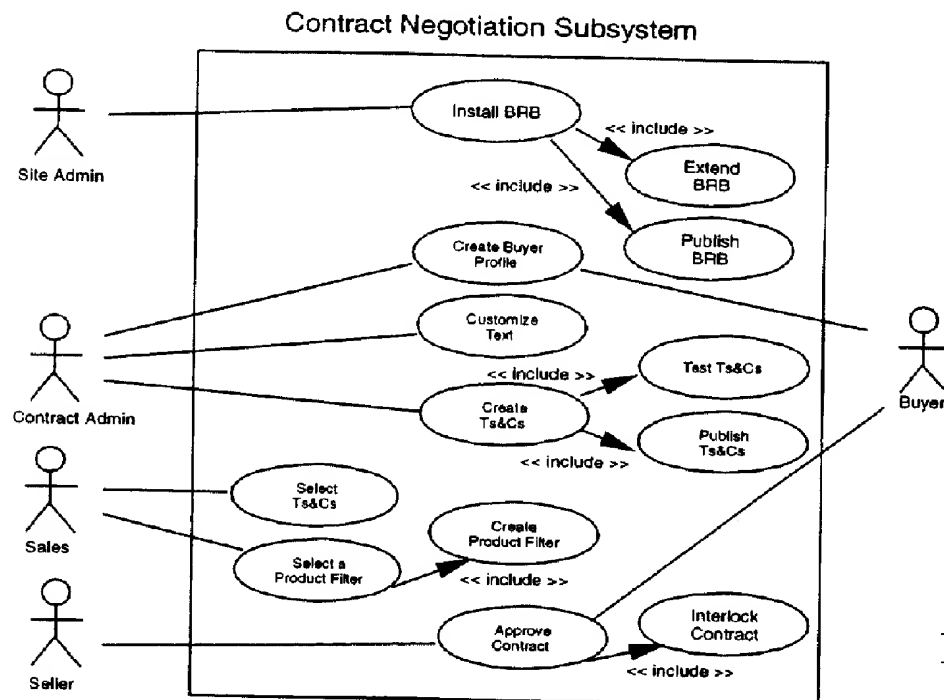 Contract Negotiation Subsystem
Install BRB
<< include >>
Extend
BRB
Site Admin
<< include >>
Publish
BRB
Create Buyer
Profile
Customize
Text
<< include >>
Test Ts&Cs
Contract Admin
Create
Ts&Cs
Buyer
Publish
Ts&Cs
<< include >>
Select
Ts&Cs
Sales
Create
Product Filter
Select a
Product Filter
<< include >>
Interlock
Contract
Approve
Contract
<< include >>
Seller